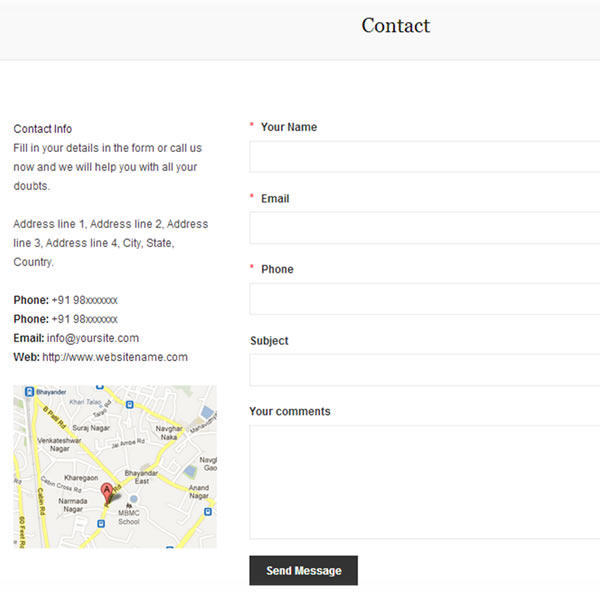 Contact
Contact Info
Fill in your details in the form or call us
now and we will help you with all your
doubts.
Address line 1, Address line 2, Address
line 3, Address line 4, City, State,
Country.
Phone: +91 98xxxxxxx
Phone: +91 98xxxxxxx
Email: info@yoursite.com
Web: http://www.websitename.com
Bhayander
Khari Talao
B Patil Rd
Talao Rd
Suraj Nagar
Navghar
Naka
Venkateshwar
Nagar
Jai Ambe Rd
Kharegaon
Bhayandar
East
Cabin Cross Rd
Navghar
Gao
A
Rd
Anand
Nagar
Narmada
Nagar
MBMC
School
Cabin Rd
60 Feet Rd
* Your Name
* Email
* Phone
Subject
Your comments
Send Message